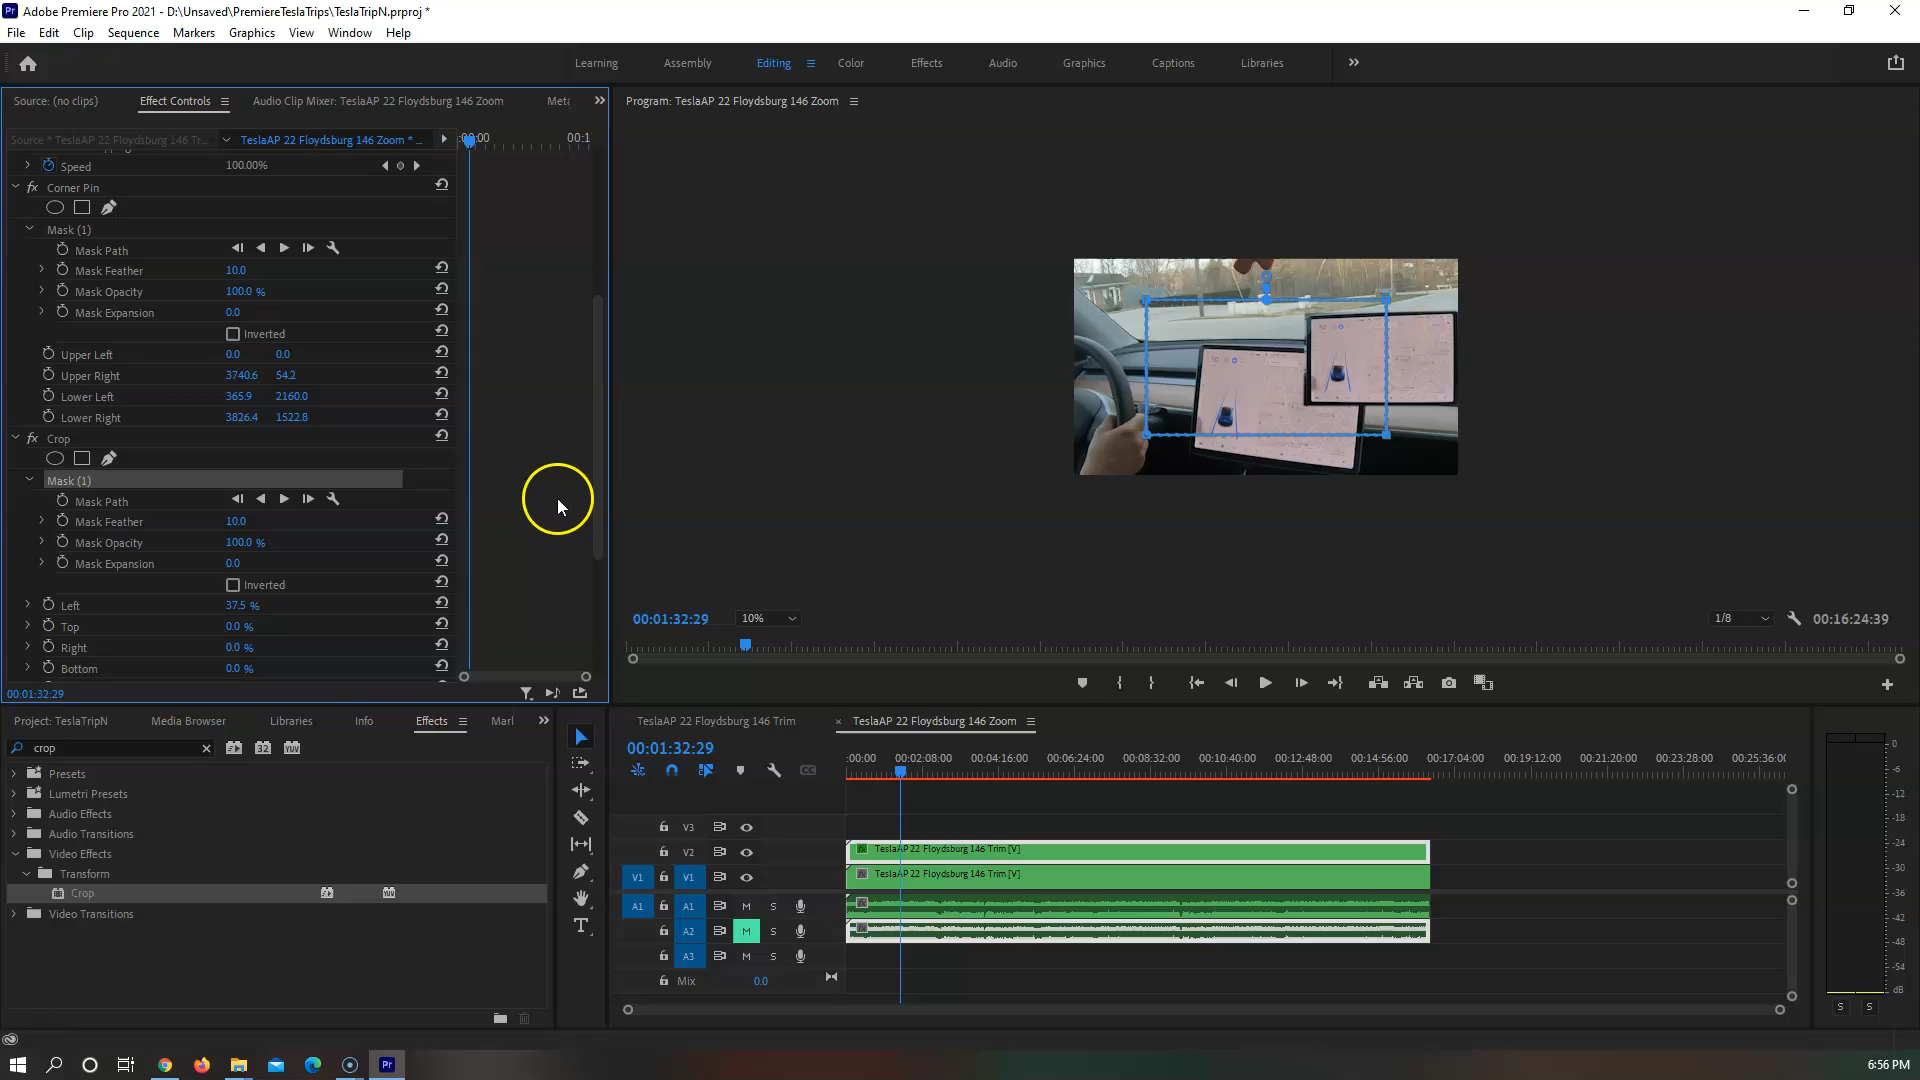 Adobe Premiere Pro 2021 - D:\Unsaved\PremiereTeslaTrips\TeslaTripN.prproj *
File Edit Clip Sequence Markers Graphics View Window Help
Learning Assembly Editing Color Effects Audio Graphics Captions Libraries
Source: (no clips) Effect Controls Audio Clip Mixer: TeslaAP 22 Floydsburg 146 Zoom Meta
Program: TeslaAP 22 Floydsburg 146 Zoom
Source * TeslaAP 22 Floydsburg 146 Tr... TeslaAP 22 Floydsburg 146 Zoom * ... :00:00 00:1
Speed 100.00%
fx Corner Pin
Mask (1)
Mask Path
Mask Feather 10.0
Mask Opacity 100.0 %
Mask Expansion 0.0
Inverted
Upper Left 0.0 0.0
Upper Right 3740.6 54.2
Lower Left 365.9 2160.0
Lower Right 3826.4 1522.8
fx Crop
Mask (1)
Mask Path
Mask Feather 10.0
Mask Opacity 100.0 %
Mask Expansion 0.0
Inverted
Left 37.5 %
Top 0.0 %
Right 0.0 %
Bottom 0.0 %
00:01:32:29
00:01:32:29 10% 1/8 00:16:24:39
Project: TeslaTripN Media Browser Libraries Info Effects Marl
crop 32 YUV
Presets
Lumetri Presets
Audio Effects
Audio Transitions
Video Effects
Transform
Crop
Video Transitions
TeslaAP 22 Floydsburg 146 Trim × TeslaAP 22 Floydsburg 146 Zoom
00:01:32:29
:00:00 00:02:08:00 00:04:16:00 00:06:24:00 00:08:32:00 00:10:40:00 00:12:48:00 00:14:56:00 00:17:04:00 00:19:12:00 00:21:20:00 00:23:28:00 00:25:36:00
V3
V2 TeslaAP 22 Floydsburg 146 Trim [V]
V1 V1 TeslaAP 22 Floydsburg 146 Trim [V]
A1 A1 M S
A2 M S
A3 M S
Mix 0.0
0
-6
-12
-18
-24
-30
-36
-42
-48
-54
dB
S S
Pr 6:56 PM